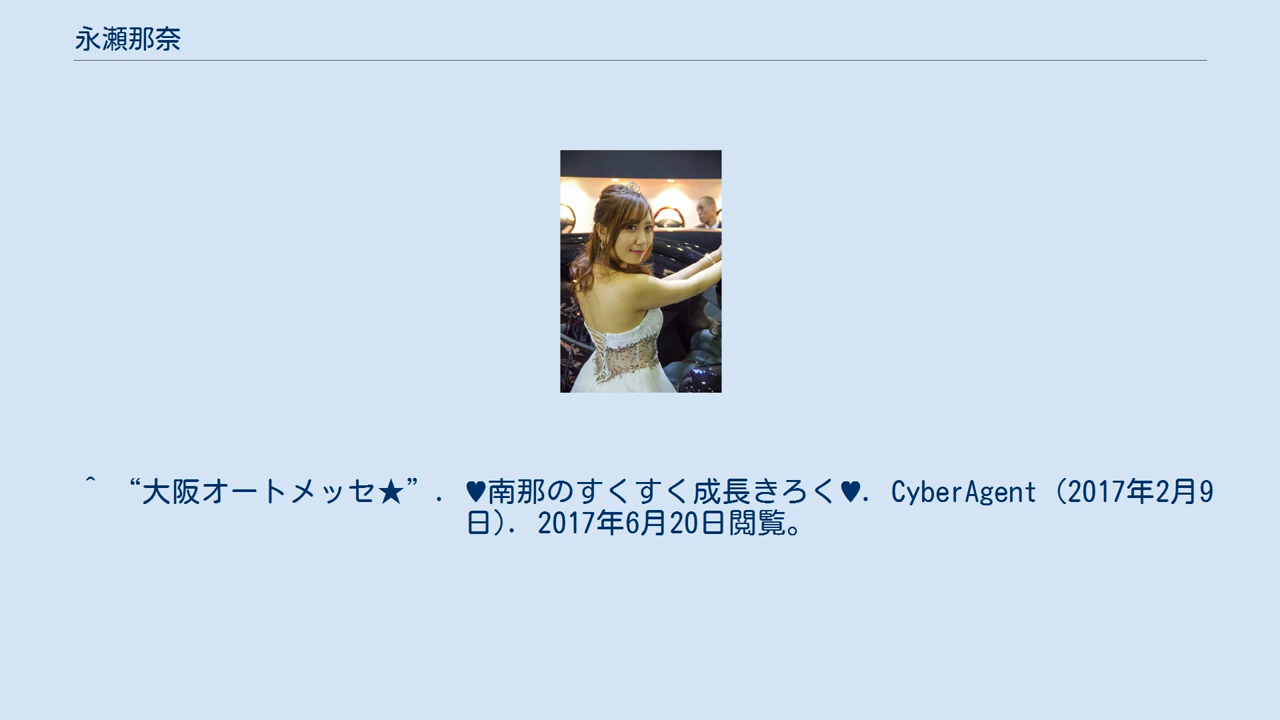 永瀬那奈
^ “大阪オートメッセ★”. ♥南那のすくすく成長きろく♥. CyberAgent (2017年2月9
日). 2017年6月20日閲覧。